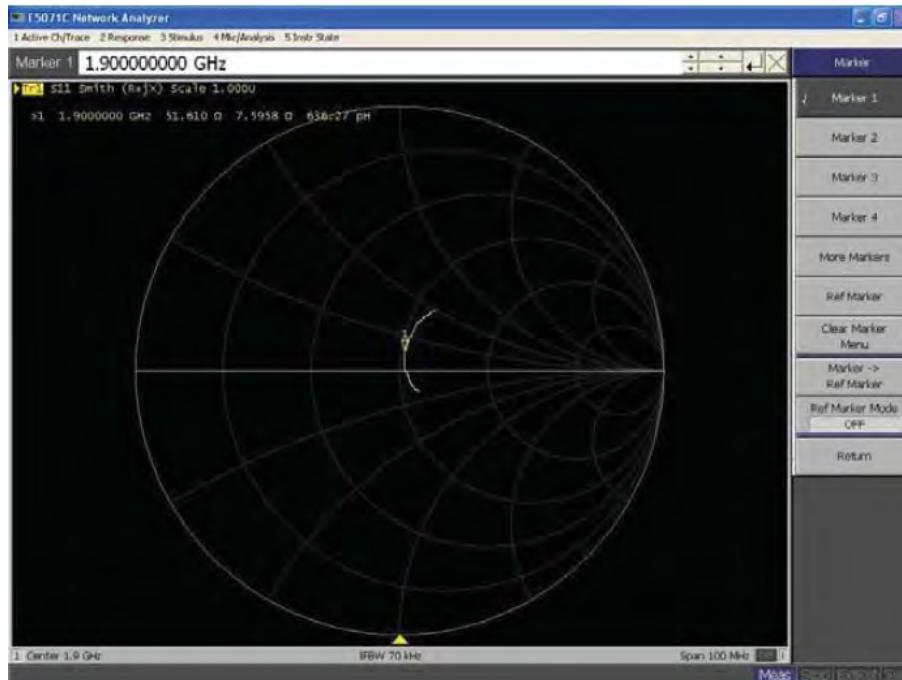 E5071C Network Analyzer
1 Active Ch/Trace 2 Response 3 Stimulus 4 Mkr/Analysis 5 Instr State
Marker 1 1.900000000 GHz
Tr1 S11 Smith (R+jX) Scale 1.000U
>1 1.9000000 GHz 51.610 Ω 7.5958 Ω 636.27 pH
Marker
Marker 1
Marker 2
Marker 3
Marker 4
More Markers
Ref Marker
Clear Marker
Menu
Marker ->
Ref Marker
Ref Marker Mode
OFF
Return
1 Center 1.9 GHz IFBW 70 kHz Span 100 MHz
Meas